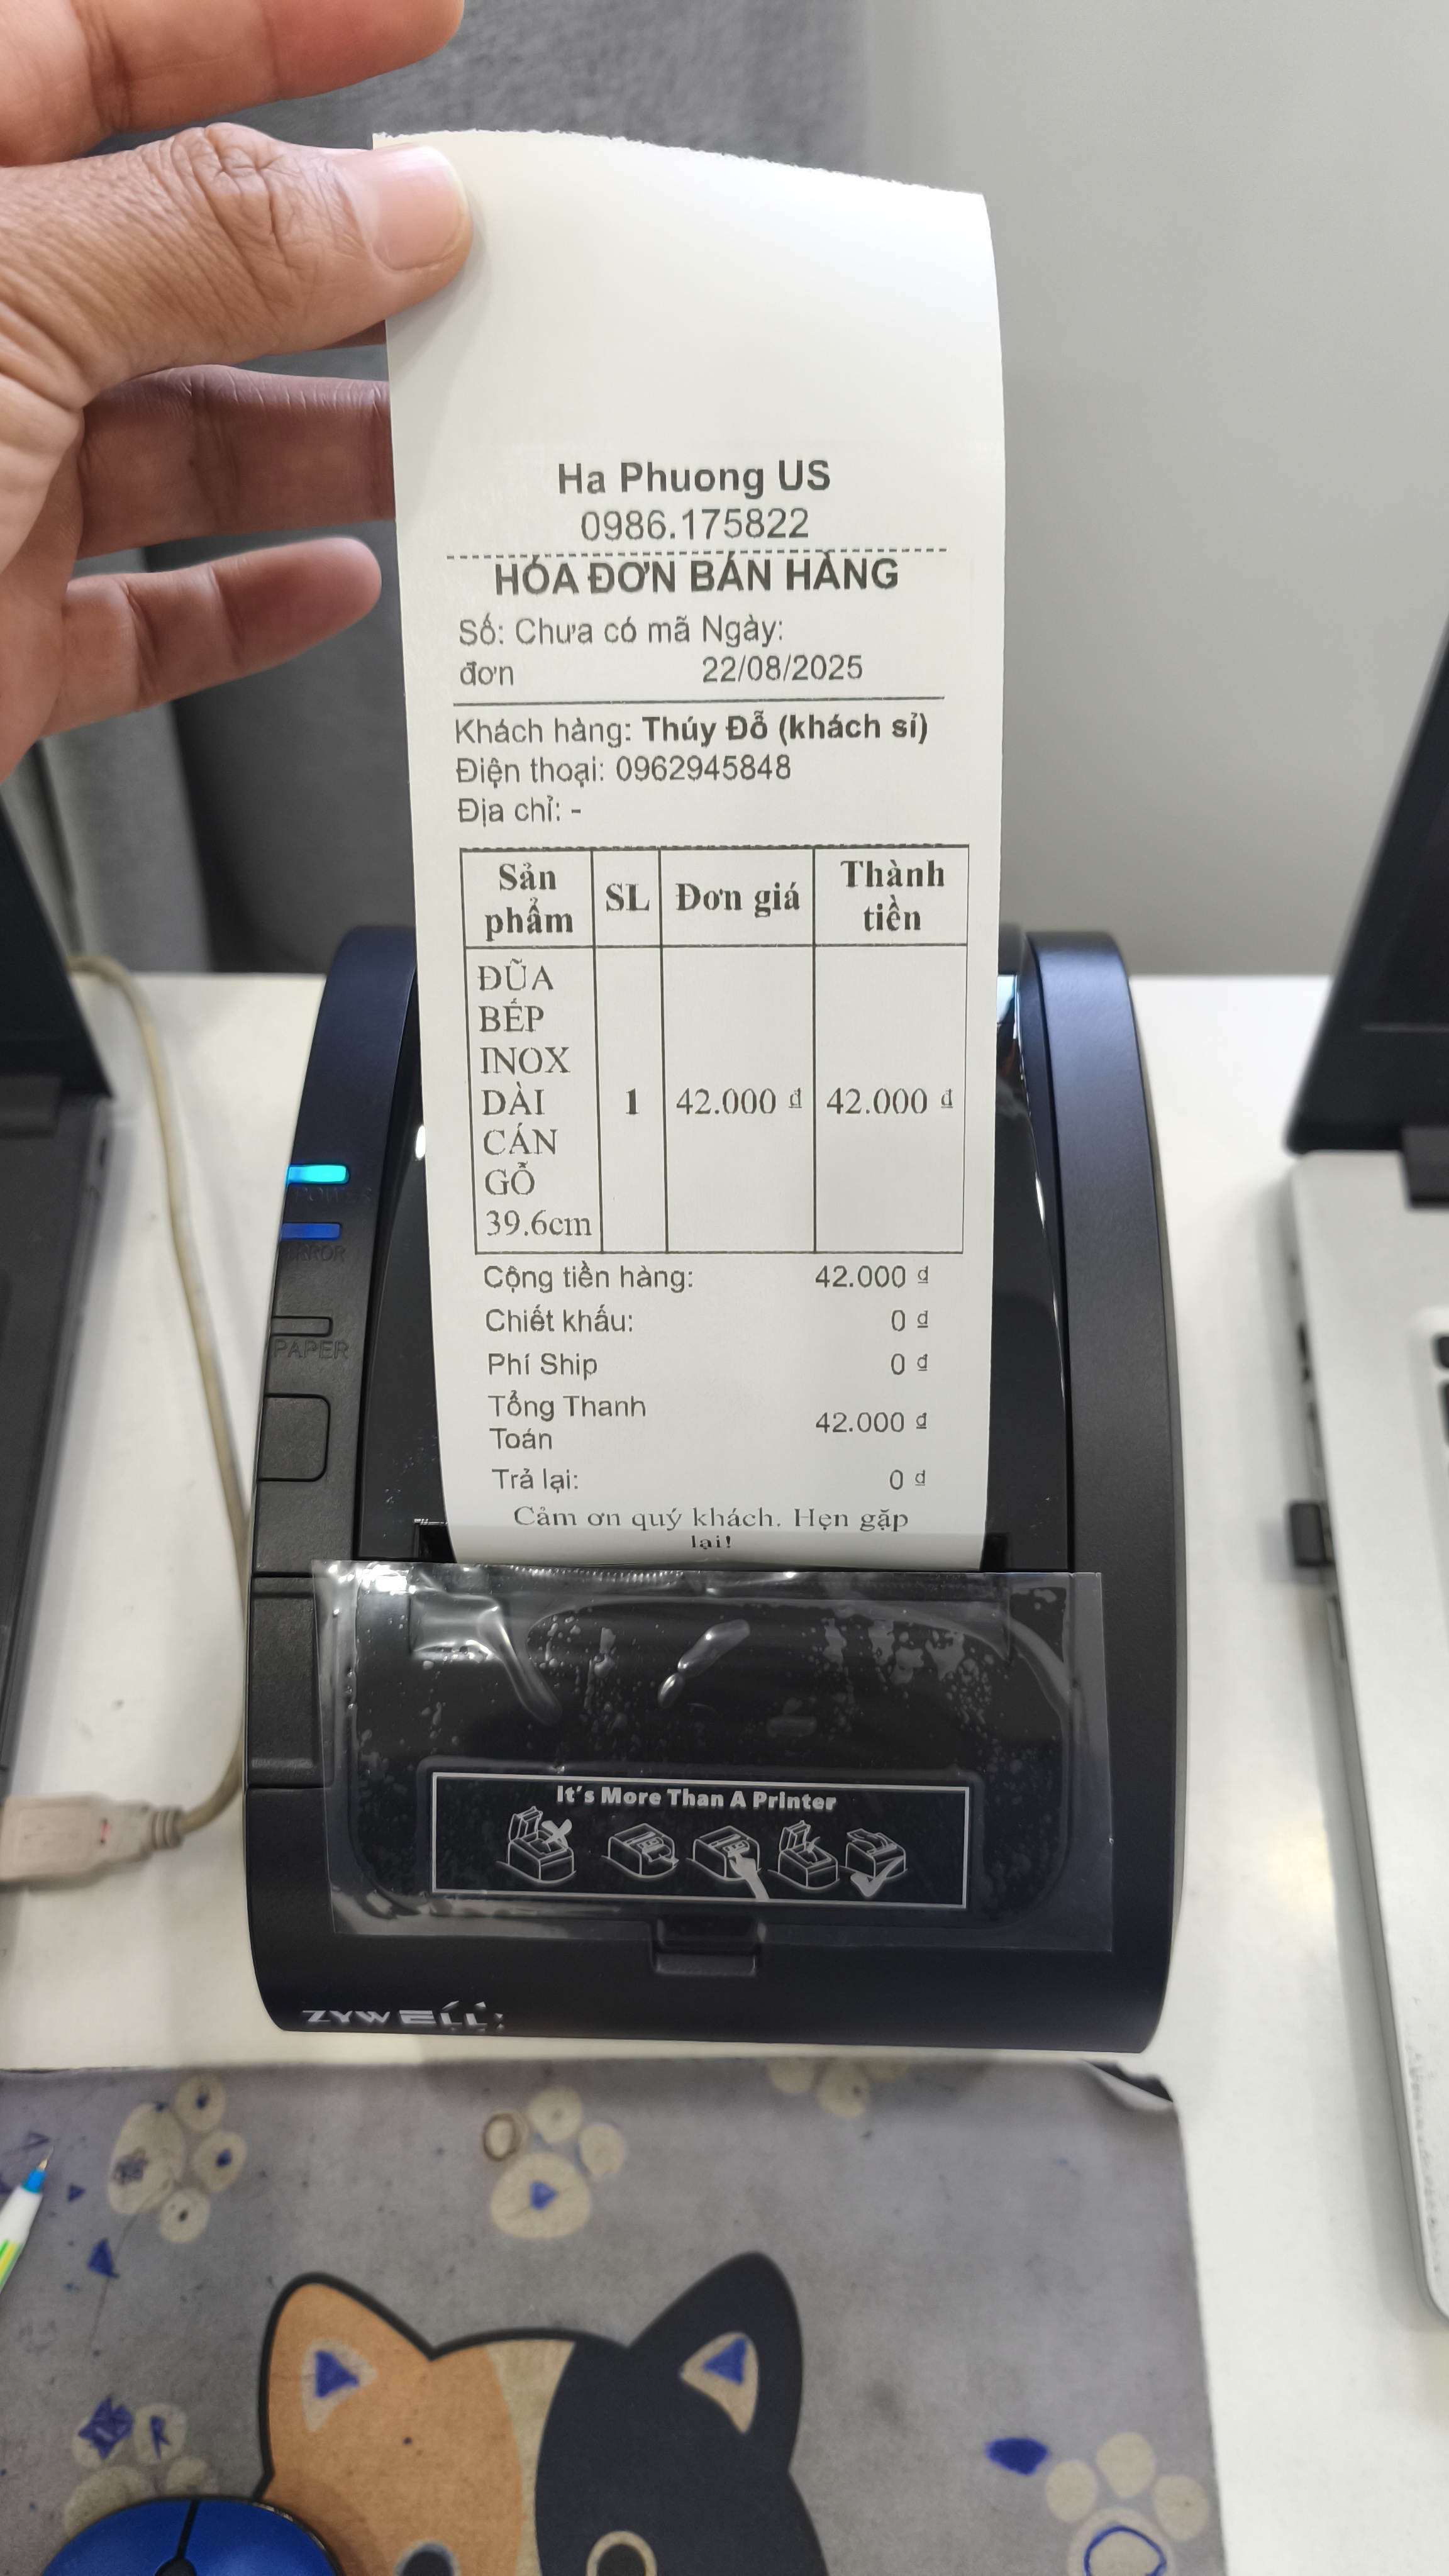 Ha Phuong US
0986.175822
HÓA ĐƠN BÁN HÀNG
Số: Chưa có mã Ngày:
đơn 22/08/2025
Khách hàng: Thúy Đỗ (khách sỉ)
Điện thoại: 0962945848
Địa chỉ: -
Sản phẩm SL Đơn giá Thành tiền
ĐŨA
BẾP
INOX
DÀI
CÁN
GỖ
39.6cm
1 42.000 đ 42.000 đ
Cộng tiền hàng: 42.000 đ
Chiết khấu: 0 đ
Phí Ship 0 đ
Tổng Thanh
Toán 42.000 đ
Trả lại: 0 đ
Cảm ơn quý khách. Hẹn gặp
lại!
POWER
ERROR
PAPER
It's More Than A Printer
ZYWELL